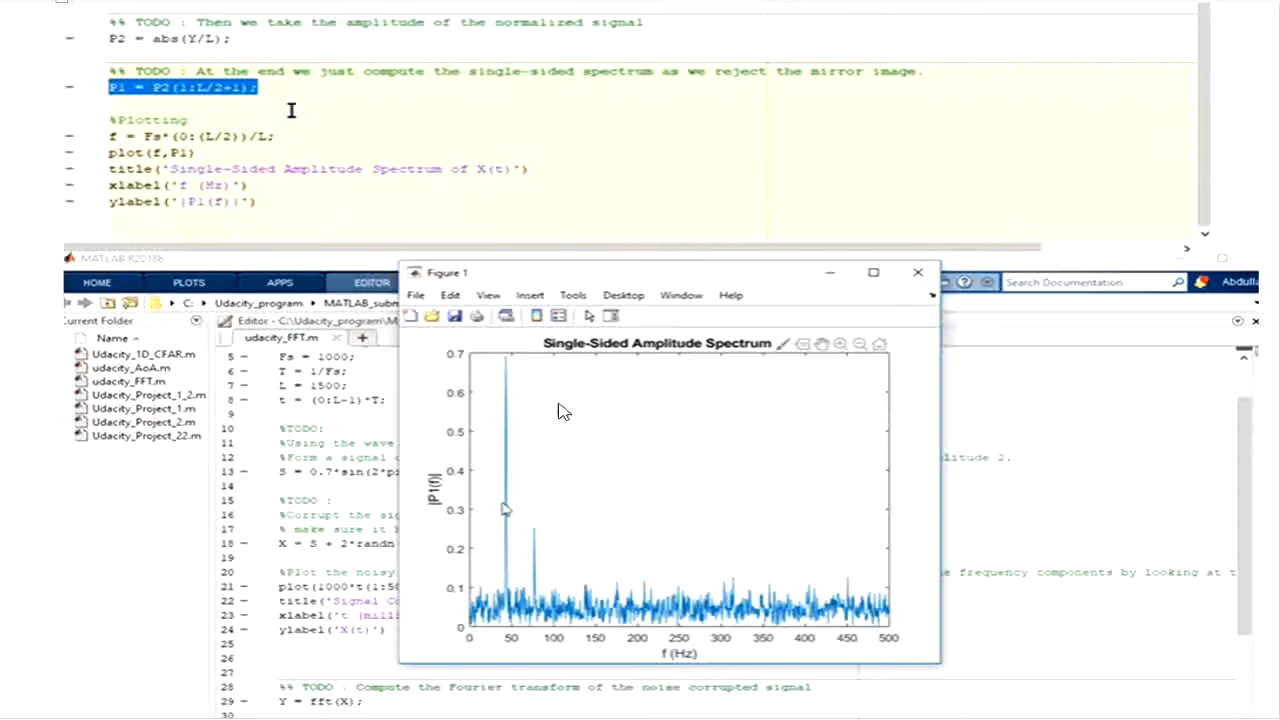 %% TODO : Then we take the amplitude of the normalized signal
P2 = abs(Y/L);
%% TODO : At the end we just compute the single-sided spectrum as we reject the mirror image.
P1 = P2(1:L/2+1);
%Plotting
f = Fs*(0:(L/2))/L;
plot(f,P1)
title('Single-Sided Amplitude Spectrum of X(t)')
xlabel('f (Hz)')
ylabel('|P1(f)|')
MATLAB R2018b
HOME PLOTS APPS EDITOR
Search Documentation
Abdulla
C: Udacity_program MATLAB_subm
Current Folder
Name
Udacity_1D_CFAR.m
udacity_AoA.m
udacity_FFT.m
Udacity_Project_1_2.m
Udacity_Project_1.m
Udacity_Project_2.m
Udacity_Project_22.m
Editor - C:\Udacity_program\M
udacity_FFT.m
5 Fs = 1000;
6 T = 1/Fs;
7 L = 1500;
8 t = (0:L-1)*T;
9
10 %TODO:
11 %Using the wave
12 %Form a signal litude 2.
13 S = 0.7*sin(2*p
14
15 %TODO :
16 %Corrupt the sig
17 % make sure it
18 X = S + 2*randn
19
20 %Plot the noisy e frequency components by looking at t
21 plot(1000*t(1:50
22 title('Signal Co
23 xlabel('t (milli
24 ylabel('X(t)')
25
26
27
28 %% TODO : Compute the Fourier transform of the noise corrupted signal
29 Y = fft(X);
30
Figure 1
File Edit View Insert Tools Desktop Window Help
Single-Sided Amplitude Spectrum
0.7
0.6
0.5
0.4
0.3
0.2
0.1
0
|P1(f)|
0 50 100 150 200 250 300 350 400 450 500
f (Hz)